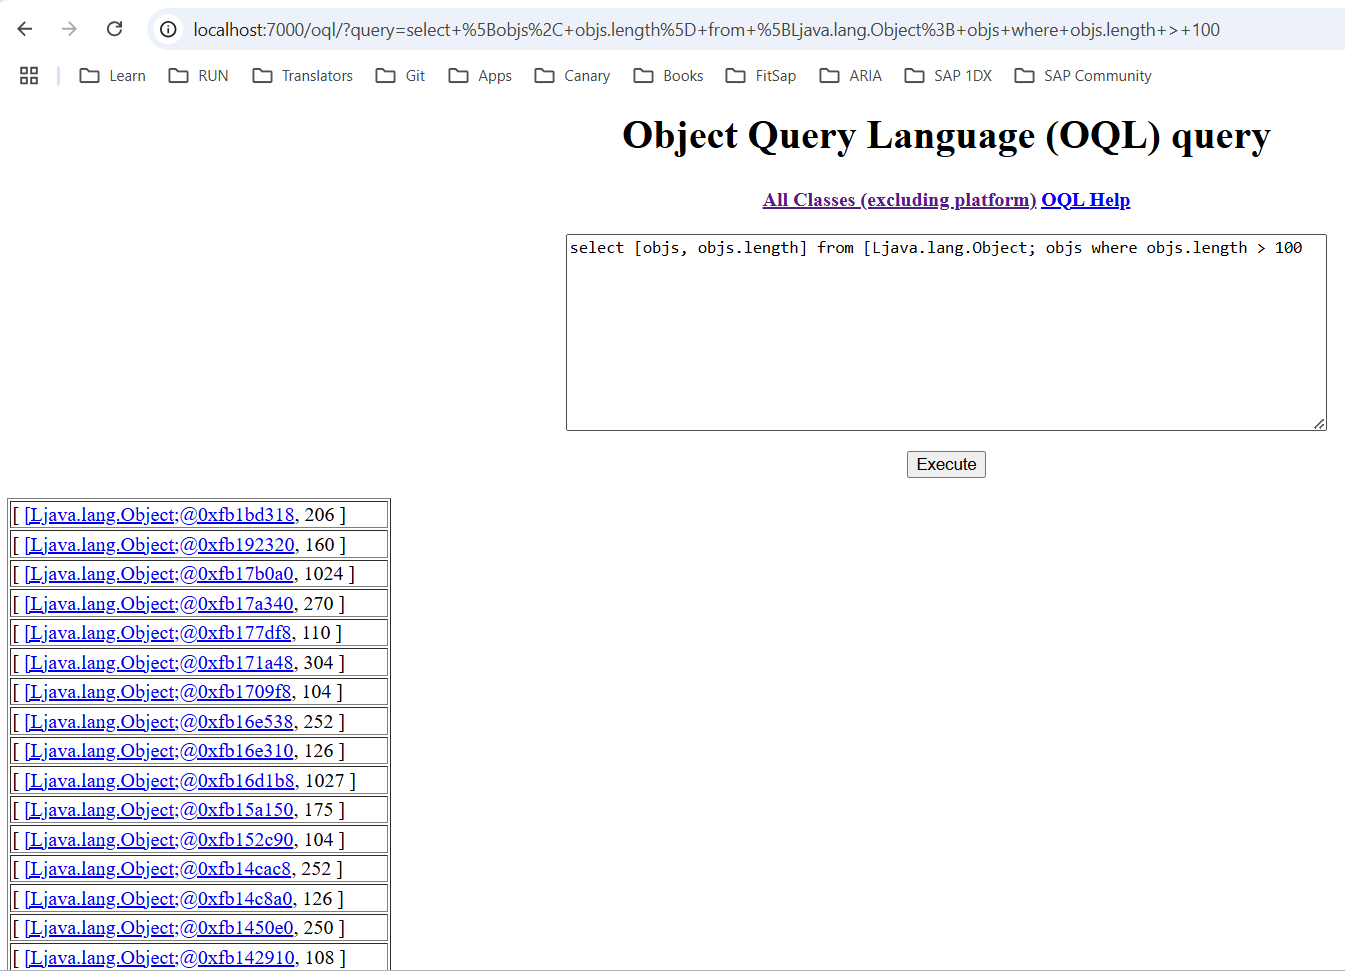 localhost:7000/oql/?query=select+%5Bobjs%2C+objs.length%5D+from+%5BLjava.lang.Object%3B+objs+where+objs.length+>+100
Learn RUN Translators Git Apps Canary Books FitSap ARIA SAP 1DX SAP Community
Object Query Language (OQL) query
All Classes (excluding platform) OQL Help
select [objs, objs.length] from [Ljava.lang.Object; objs where objs.length > 100
Execute
[ [Ljava.lang.Object;@0xfb1bd318, 206 ]
[ [Ljava.lang.Object;@0xfb192320, 160 ]
[ [Ljava.lang.Object;@0xfb17b0a0, 1024 ]
[ [Ljava.lang.Object;@0xfb17a340, 270 ]
[ [Ljava.lang.Object;@0xfb177df8, 110 ]
[ [Ljava.lang.Object;@0xfb171a48, 304 ]
[ [Ljava.lang.Object;@0xfb1709f8, 104 ]
[ [Ljava.lang.Object;@0xfb16e538, 252 ]
[ [Ljava.lang.Object;@0xfb16e310, 126 ]
[ [Ljava.lang.Object;@0xfb16d1b8, 1027 ]
[ [Ljava.lang.Object;@0xfb15a150, 175 ]
[ [Ljava.lang.Object;@0xfb152c90, 104 ]
[ [Ljava.lang.Object;@0xfb14cac8, 252 ]
[ [Ljava.lang.Object;@0xfb14c8a0, 126 ]
[ [Ljava.lang.Object;@0xfb1450e0, 250 ]
[ [Ljava.lang.Object;@0xfb142910, 108 ]